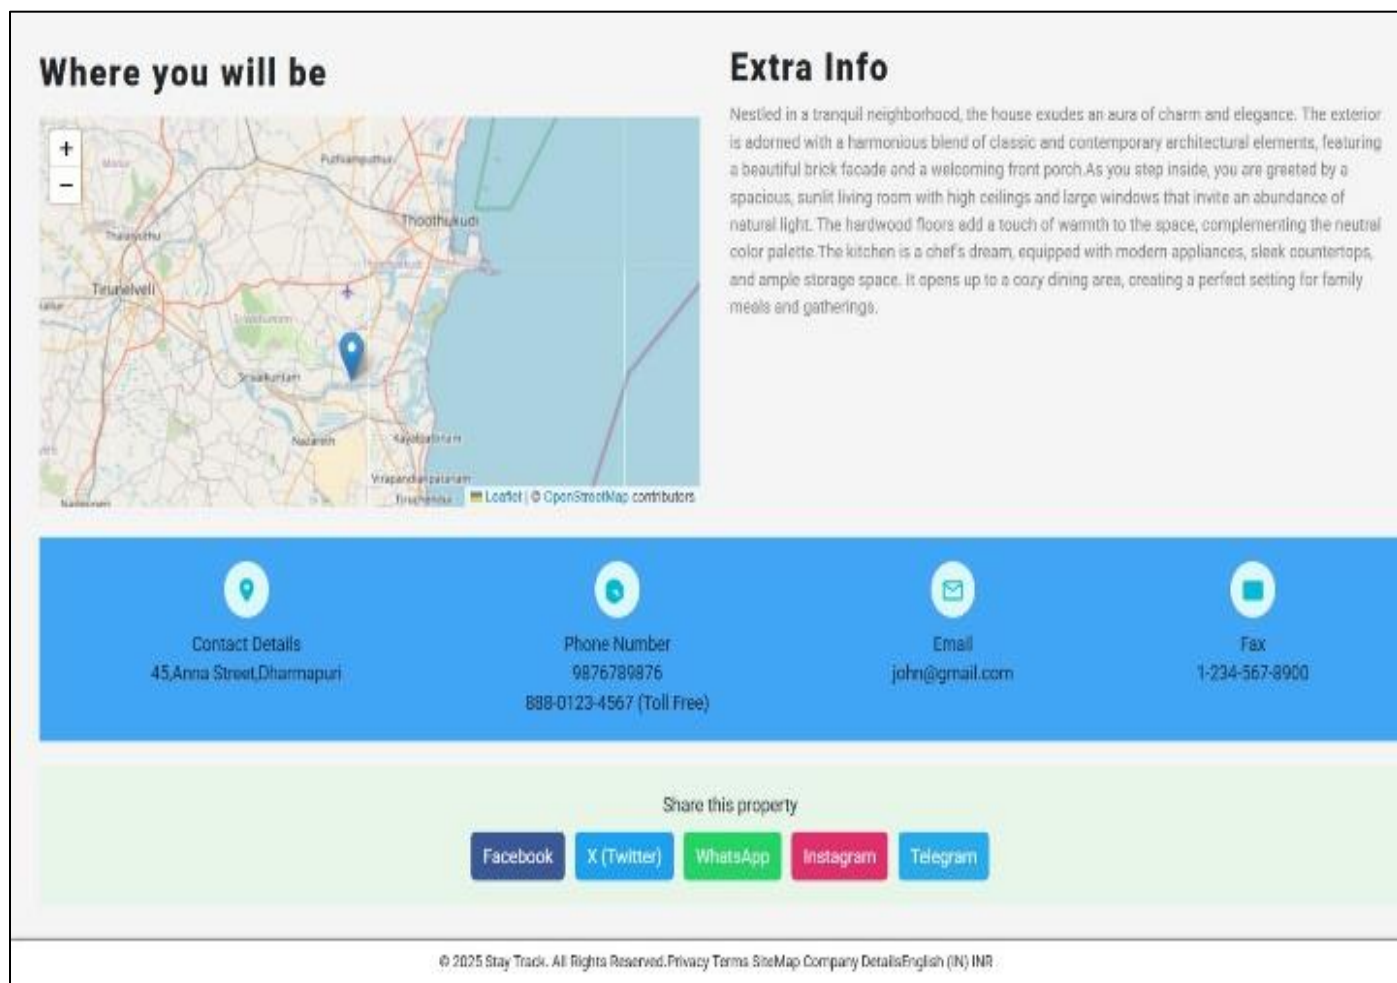 Where you will be
+
−
Puthiamputhur
Thoothukudi
Tirunelveli
Srivaikuntam
Nazareth
Kayalpatnam
Virapandianpatanam
Tiruchendur
Leaflet | © OpenStreetMap contributors
Extra Info
Nestled in a tranquil neighborhood, the house exudes an aura of charm and elegance. The exterior
is adorned with a harmonious blend of classic and contemporary architectural elements, featuring
a beautiful brick facade and a welcoming front porch.As you step inside, you are greeted by a
spacious, sunlit living room with high ceilings and large windows that invite an abundance of
natural light. The hardwood floors add a touch of warmth to the space, complementing the neutral
color palette.The kitchen is a chef's dream, equipped with modern appliances, sleek countertops,
and ample storage space. It opens up to a cozy dining area, creating a perfect setting for family
meals and gatherings.
Contact Details
45,Anna Street,Dharmapuri
Phone Number
9876789876
888-0123-4567 (Toll Free)
Email
john@gmail.com
Fax
1-234-567-8900
Share this property
Facebook
X (Twitter)
WhatsApp
Instagram
Telegram
© 2025 Stay Track. All Rights Reserved.Privacy Terms SiteMap Company DetailsEnglish (IN) INR